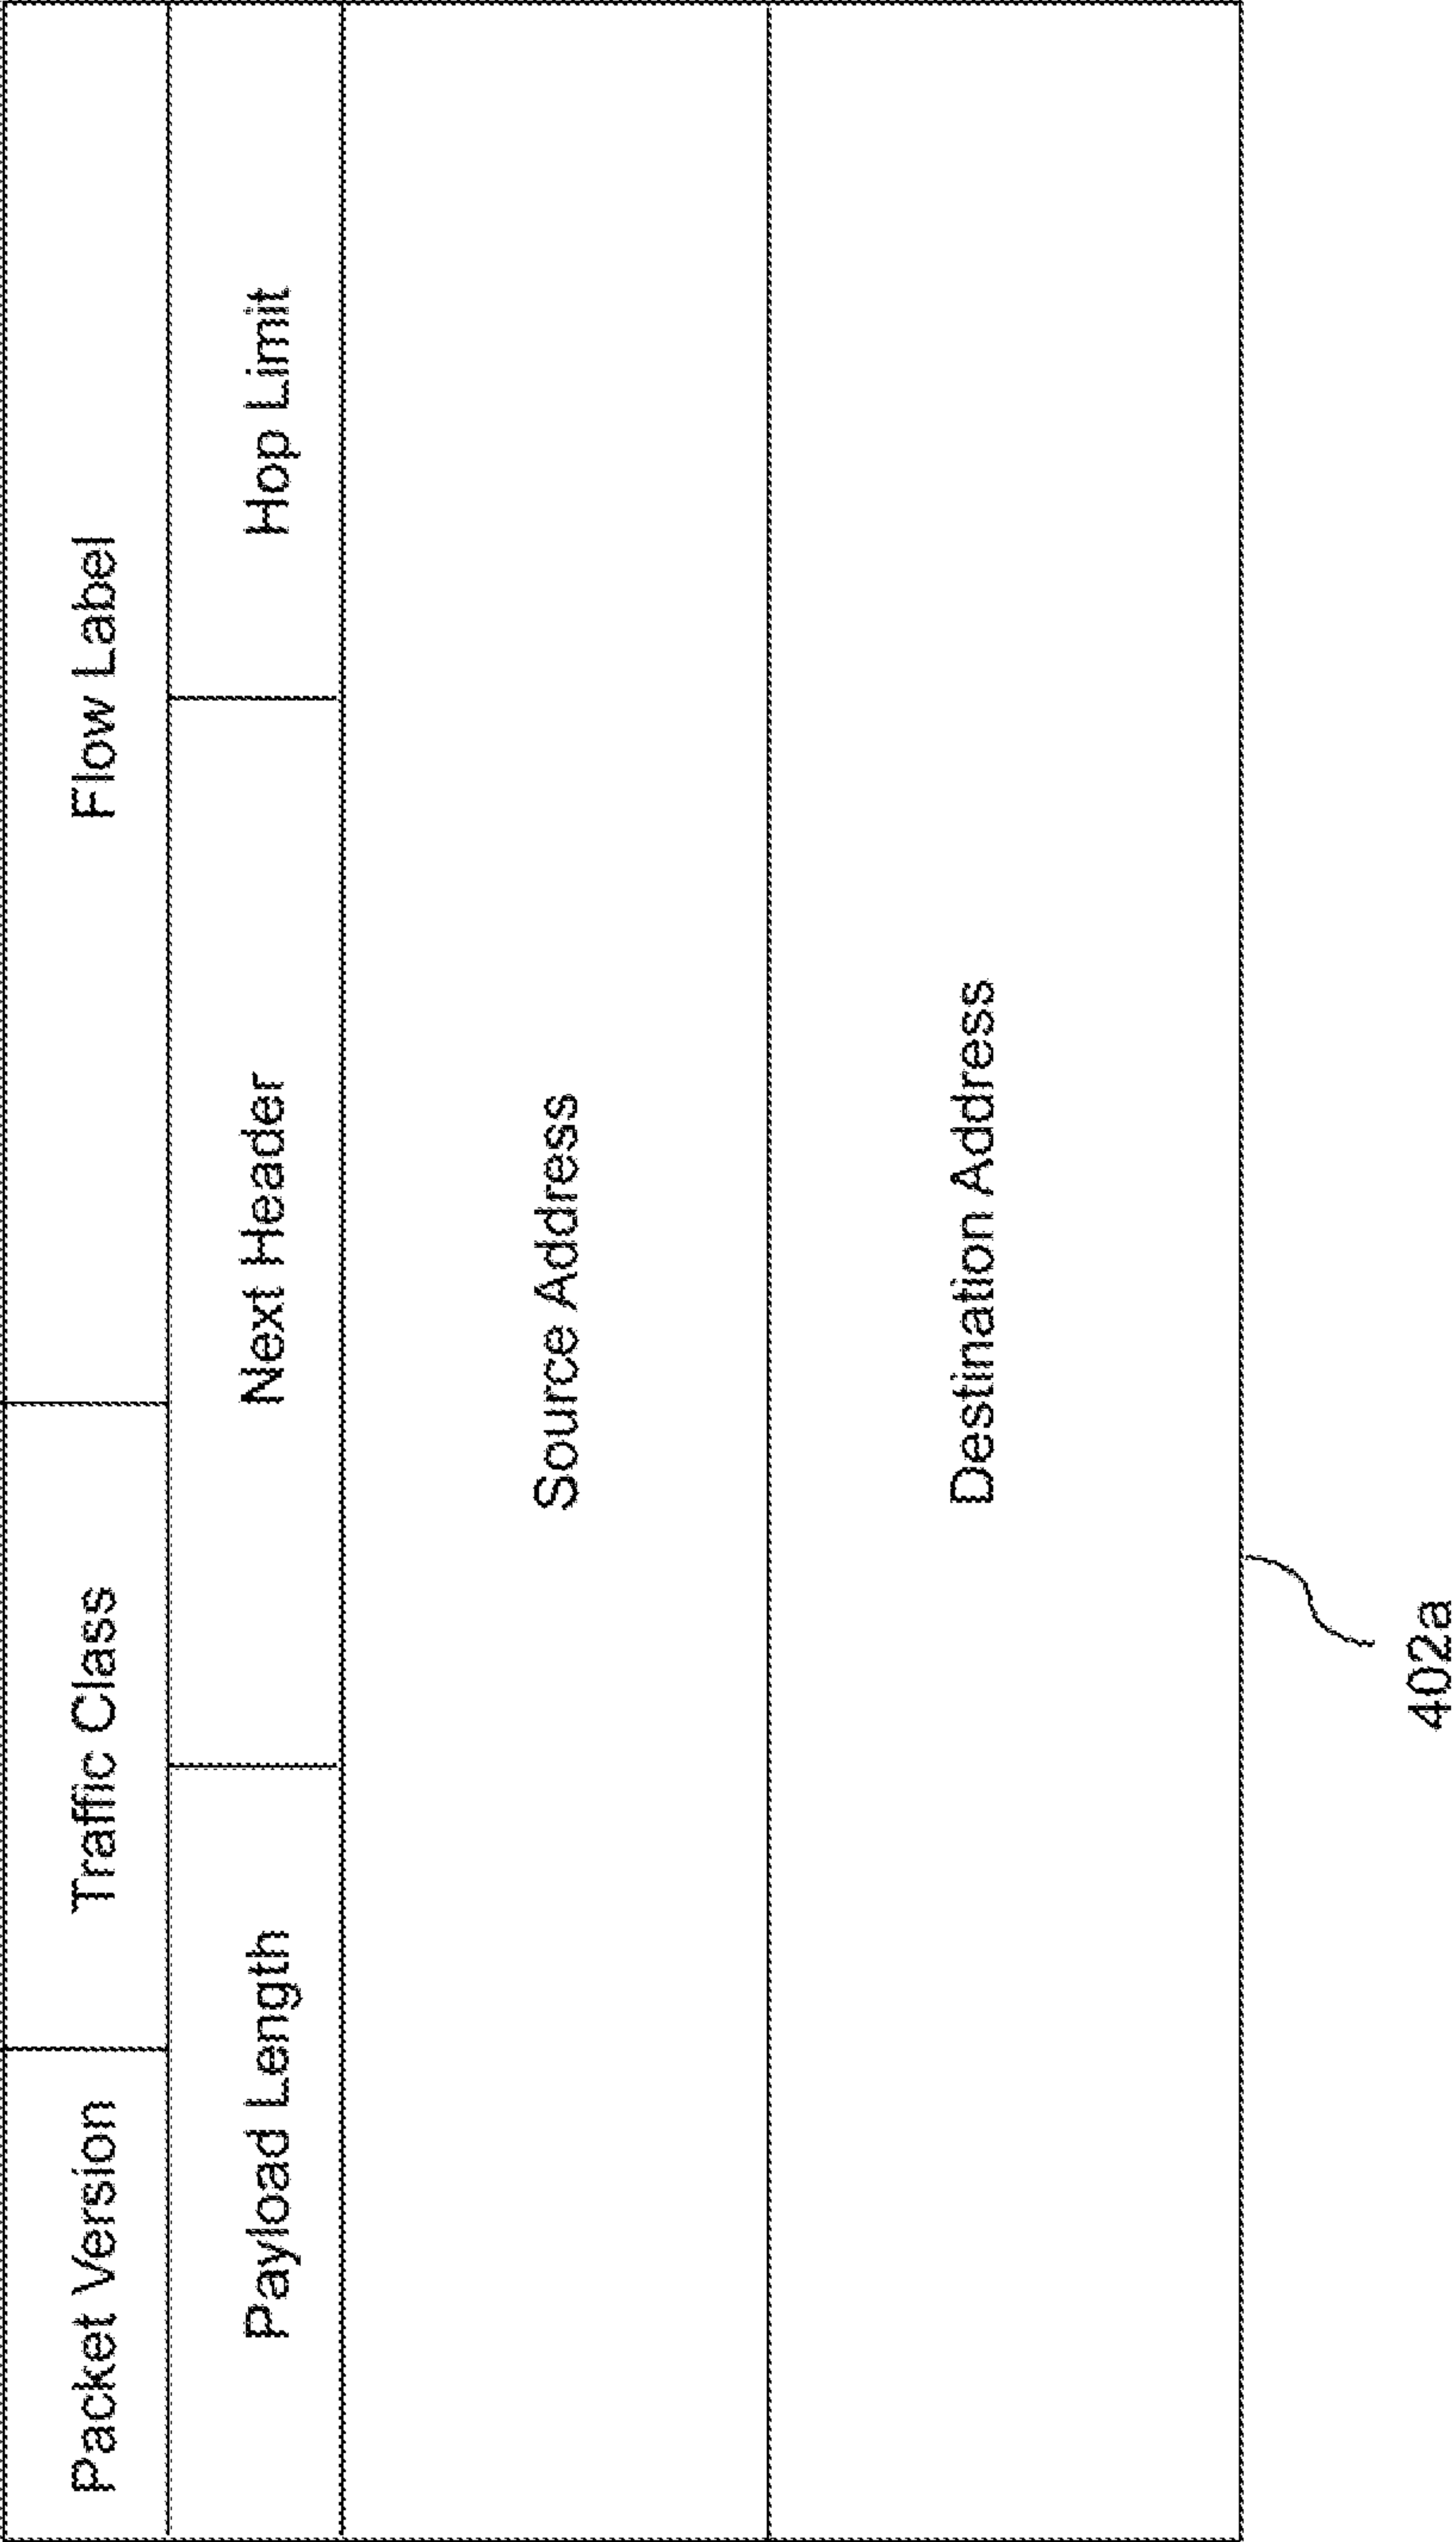 Packet Version
Traffic Class
Flow Label
Payload Length
Next Header
Hop Limit
Source Address
Destination Address
402a